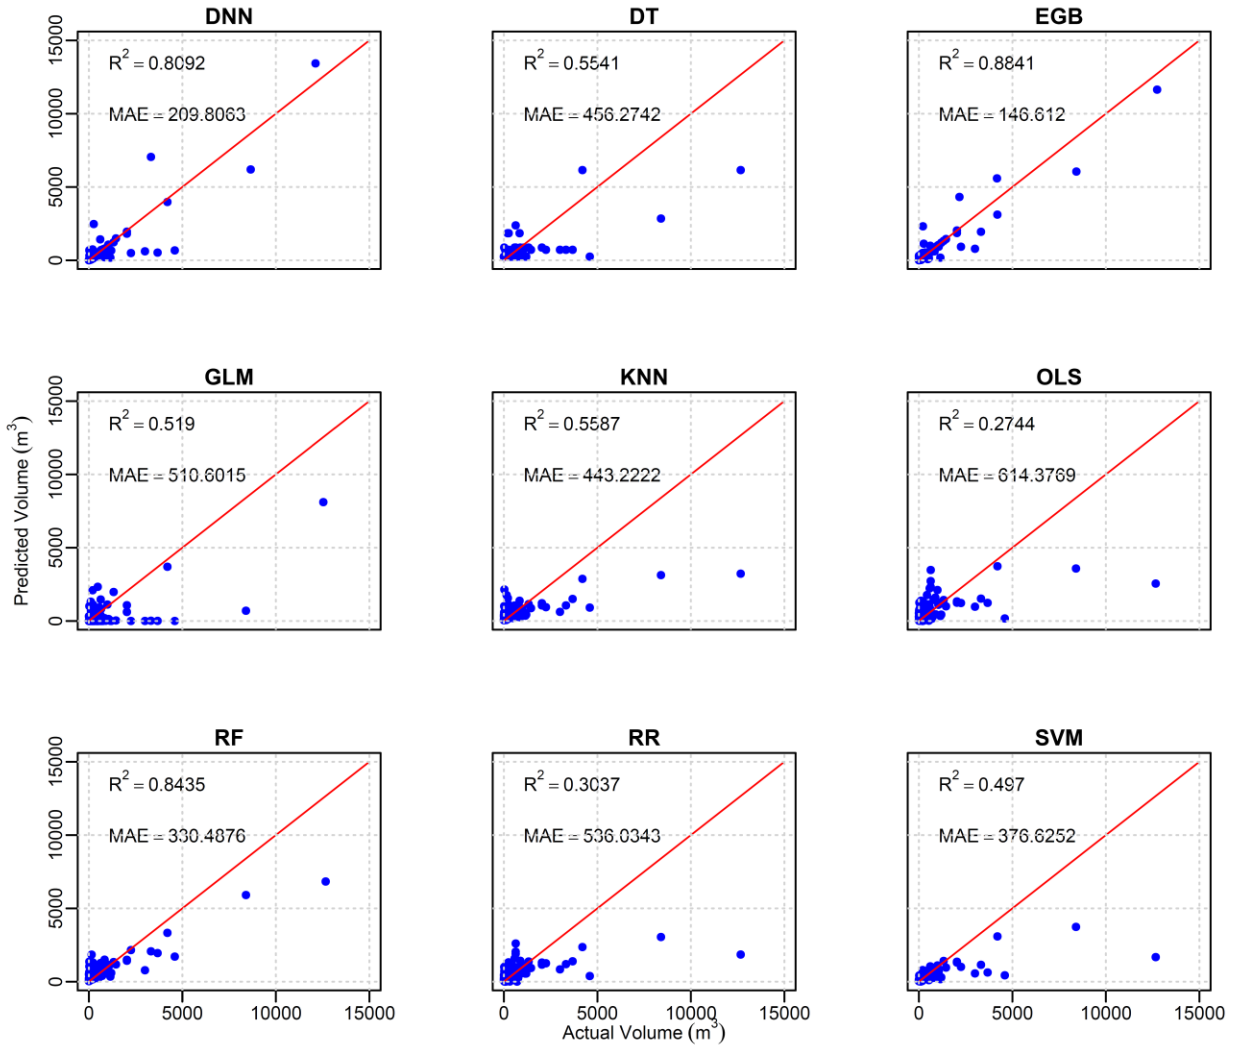 DNN
DT
EGB
15000
10000
5000
0
R² = 0.8092
MAE = 209.8063
R² = 0.5541
MAE = 456.2742
R² = 0.8841
MAE = 146.612
GLM
KNN
OLS
Predicted Volume (m³)
15000
10000
5000
0
R² = 0.519
MAE = 510.6015
R² = 0.5587
MAE = 443.2222
R² = 0.2744
MAE = 614.3769
RF
RR
SVM
15000
10000
5000
0
R² = 0.8435
MAE = 330.4876
R² = 0.3037
MAE = 536.0343
R² = 0.497
MAE = 376.6252
0 5000 10000 15000
0 5000 10000 15000
0 5000 10000 15000
Actual Volume (m³)